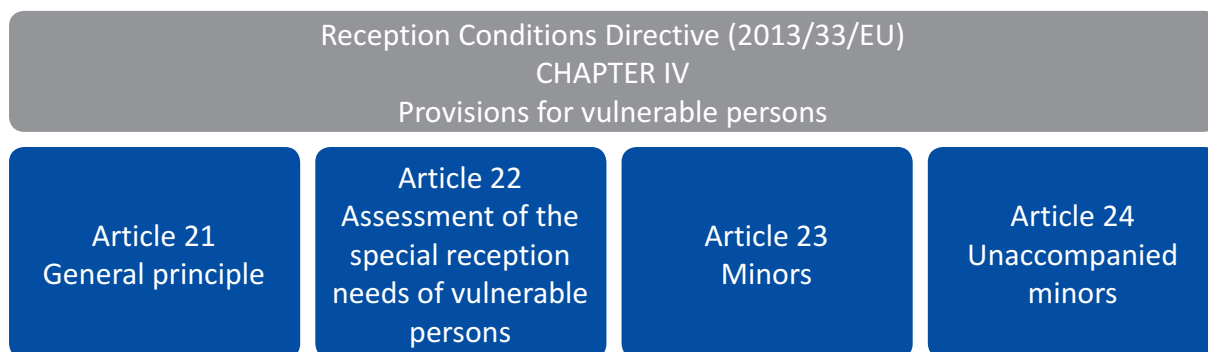 Reception Conditions Directive (2013/33/EU)
CHAPTER IV
Provisions for vulnerable persons
Article 21
General principle
Article 22
Assessment of the
special reception
needs of vulnerable
persons
Article 23
Minors
Article 24
Unaccompanied
minors